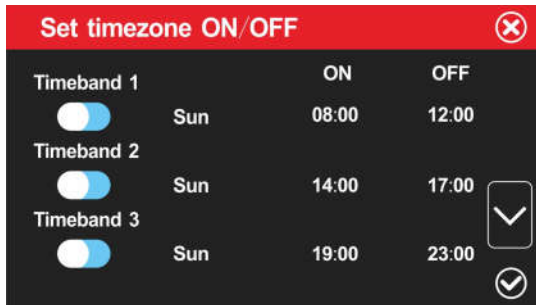 Set timezone ON/OFF
ON OFF
Timeband 1
Sun 08:00 12:00
Timeband 2
Sun 14:00 17:00
Timeband 3
Sun 19:00 23:00